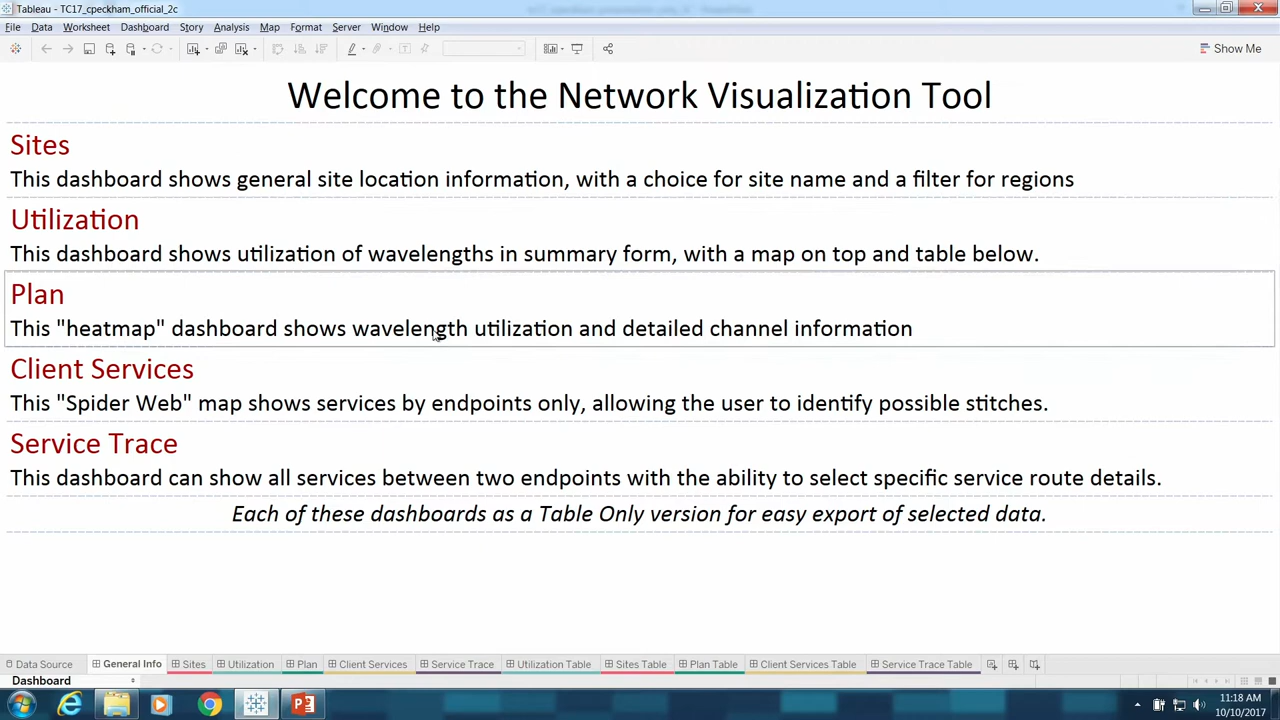 Tableau - TC17_cpeckham_official_2c
File Data Worksheet Dashboard Story Analysis Map Format Server Window Help
Show Me
Welcome to the Network Visualization Tool
Sites
This dashboard shows general site location information, with a choice for site name and a filter for regions
Utilization
This dashboard shows utilization of wavelengths in summary form, with a map on top and table below.
Plan
This "heatmap" dashboard shows wavelength utilization and detailed channel information
Client Services
This "Spider Web" map shows services by endpoints only, allowing the user to identify possible stitches.
Service Trace
This dashboard can show all services between two endpoints with the ability to select specific service route details.
Each of these dashboards as a Table Only version for easy export of selected data.
Data Source General Info Sites Utilization Plan Client Services Service Trace Utilization Table Sites Table Plan Table Client Services Table Service Trace Table
Dashboard
11:18 AM
10/10/2017